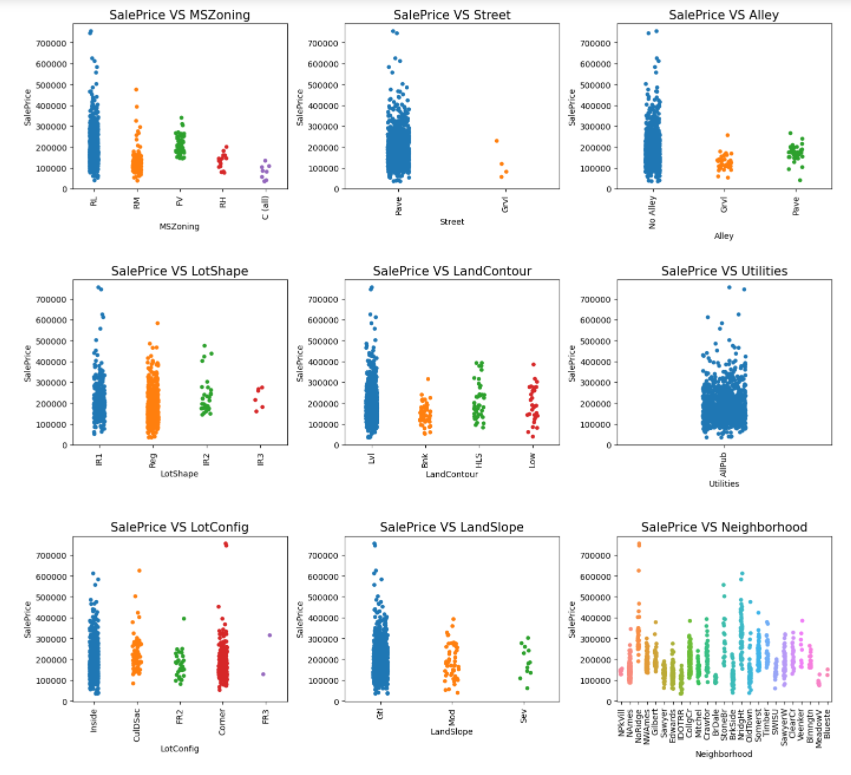 SalePrice VS MSZoning
SalePrice
700000
600000
500000
400000
300000
200000
100000
0
RL
RM
FV
RH
C (all)
MSZoning
SalePrice VS Street
SalePrice
700000
600000
500000
400000
300000
200000
100000
0
Pave
Grvl
Street
SalePrice VS Alley
SalePrice
700000
600000
500000
400000
300000
200000
100000
0
No Alley
Grvl
Pave
Alley
SalePrice VS LotShape
SalePrice
700000
600000
500000
400000
300000
200000
100000
0
IR1
Reg
IR2
IR3
LotShape
SalePrice VS LandContour
SalePrice
700000
600000
500000
400000
300000
200000
100000
0
Lvl
Bnk
HLS
Low
LandContour
SalePrice VS Utilities
SalePrice
700000
600000
500000
400000
300000
200000
100000
0
AllPub
Utilities
SalePrice VS LotConfig
SalePrice
700000
600000
500000
400000
300000
200000
100000
0
Inside
CulDSac
FR2
Corner
FR3
LotConfig
SalePrice VS LandSlope
SalePrice
700000
600000
500000
400000
300000
200000
100000
0
Gtl
Mod
Sev
LandSlope
SalePrice VS Neighborhood
SalePrice
700000
600000
500000
400000
300000
200000
100000
0
NPkVill
NAmes
NoRidge
NWAmes
Gilbert
Sawyer
Edwards
IDOTRR
CollgCr
Mitchel
Crawfor
BrDale
StoneBr
BrkSide
NridgHt
OldTown
Somerst
Timber
SWISU
SawyerW
ClearCr
Veenker
Blmngtn
MeadowV
Blueste
Neighborhood